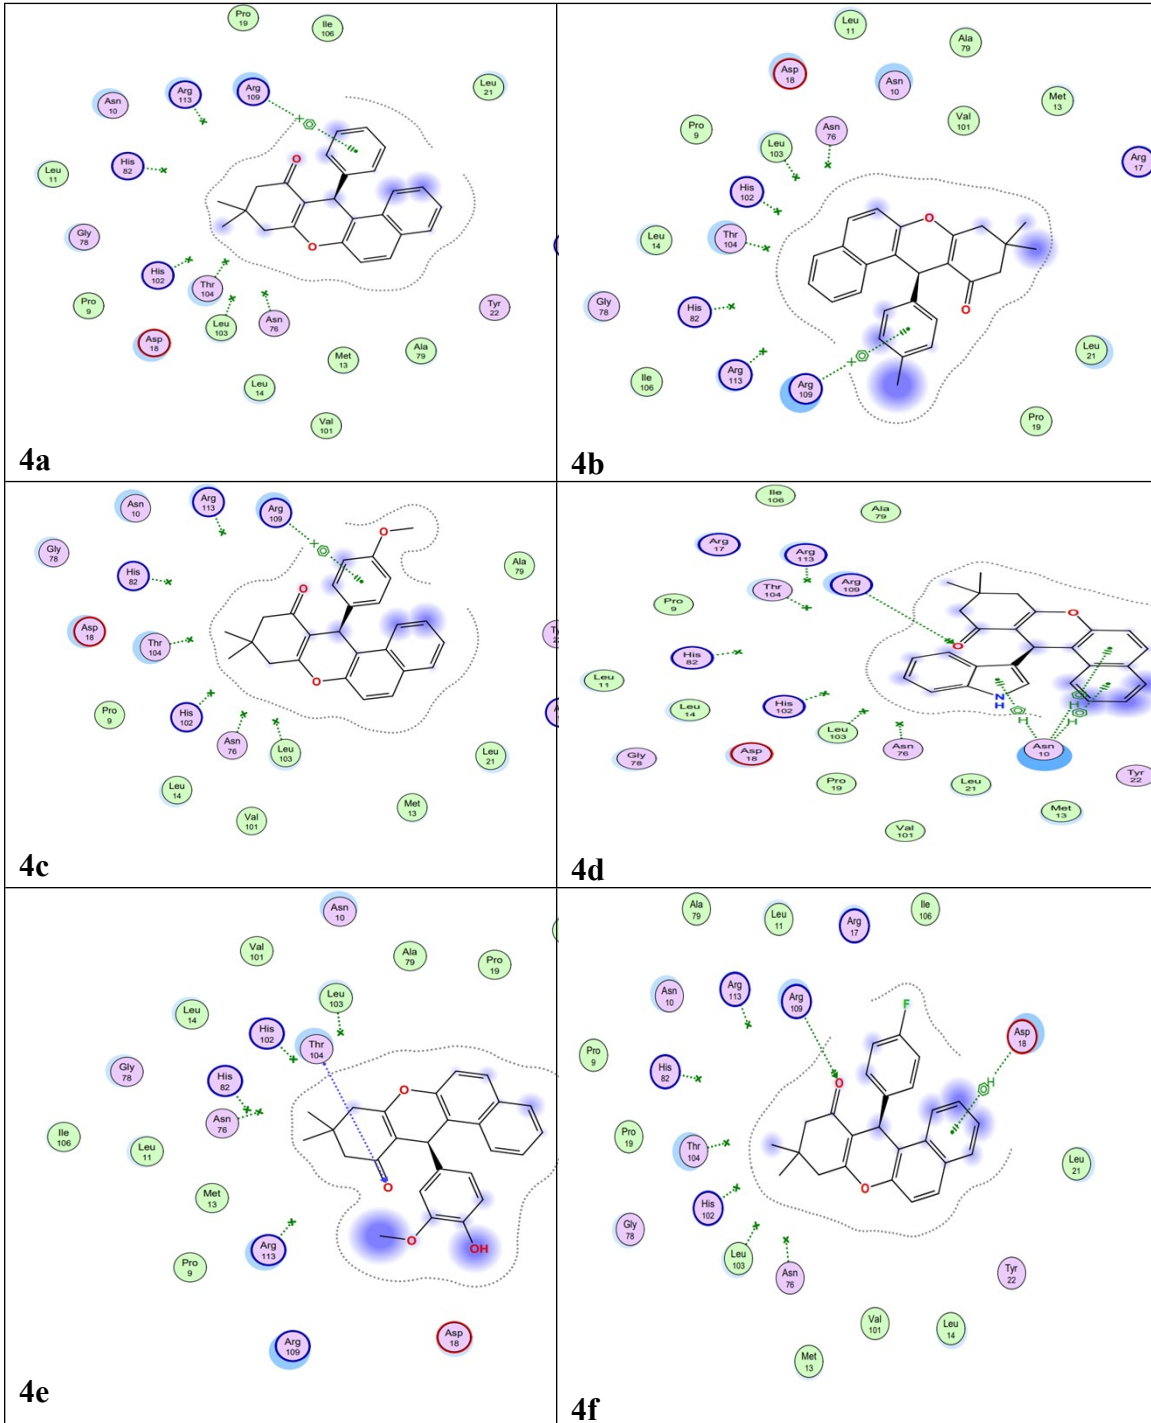 Pro
19
Ile
106
Leu
21
Arg
113
Arg
109
Asn
10
His
82
Leu
11
Gly
78
His
102
Thr
104
Pro
9
Leu
103
Asn
76
Asp
18
Tyr
22
Met
13
Ala
79
Leu
14
Val
101
O
O
4a
Leu
11
Ala
79
Asp
18
Asn
10
Met
13
Pro
9
Asn
76
Val
101
Leu
103
Arg
17
His
102
Leu
14
Thr
104
Gly
78
His
82
Ile
106
Arg
113
Arg
109
Leu
21
Pro
19
O
O
4b
Asn
10
Arg
113
Arg
109
Gly
78
His
82
Ala
79
Asp
18
Thr
104
Pro
9
His
102
Asn
76
Leu
103
Leu
21
Leu
14
Val
101
Met
13
O
O
O
4c
Ile
106
Ala
79
Arg
17
Arg
113
Thr
104
Arg
109
Pro
9
His
82
Leu
11
Leu
14
His
102
Leu
103
Asn
76
Asn
10
Gly
78
Asp
18
Pro
19
Leu
21
Tyr
22
Met
13
Val
101
O
O
N
H
H
H
H
4d
Asn
10
Val
101
Ala
79
Pro
19
Leu
14
Leu
103
His
102
Thr
104
Gly
78
His
82
Asn
76
Ile
106
Leu
11
Met
13
Arg
113
Pro
9
Arg
109
Asp
18
O
O
O
OH
4e
Ala
79
Leu
11
Arg
17
Ile
106
Asn
10
Arg
113
Arg
109
Asp
18
Pro
9
His
82
Pro
19
Thr
104
Leu
21
His
102
Gly
78
Leu
103
Asn
76
Tyr
22
Val
101
Leu
14
Met
13
F
O
O
H
4f